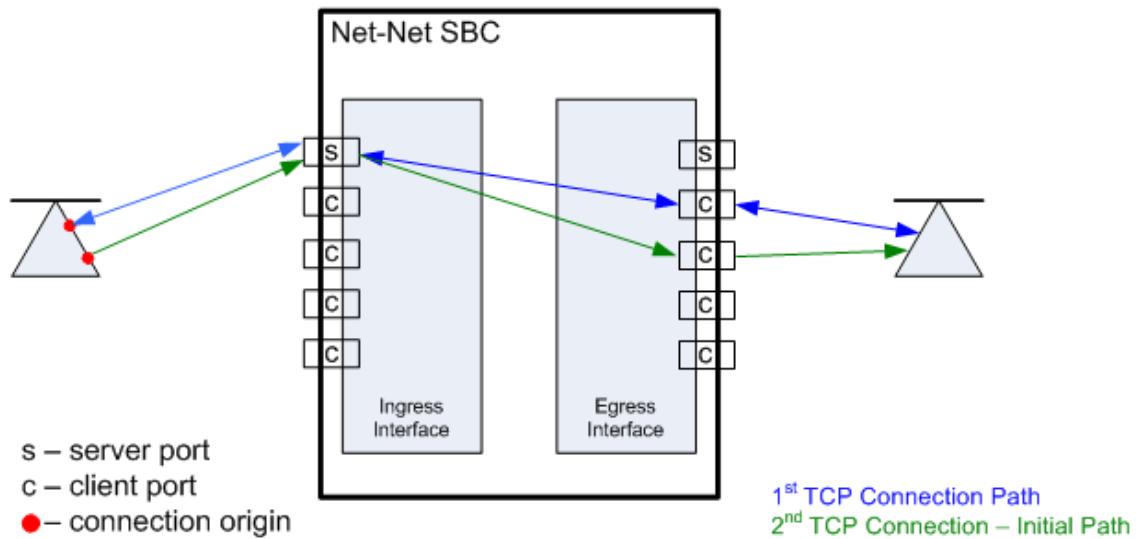 Net-Net SBC
S
S
C
C
C
C
C
C
C
C
Ingress
Interface
Egress
Interface
s – server port
c – client port
– connection origin
1st TCP Connection Path
2nd TCP Connection – Initial Path